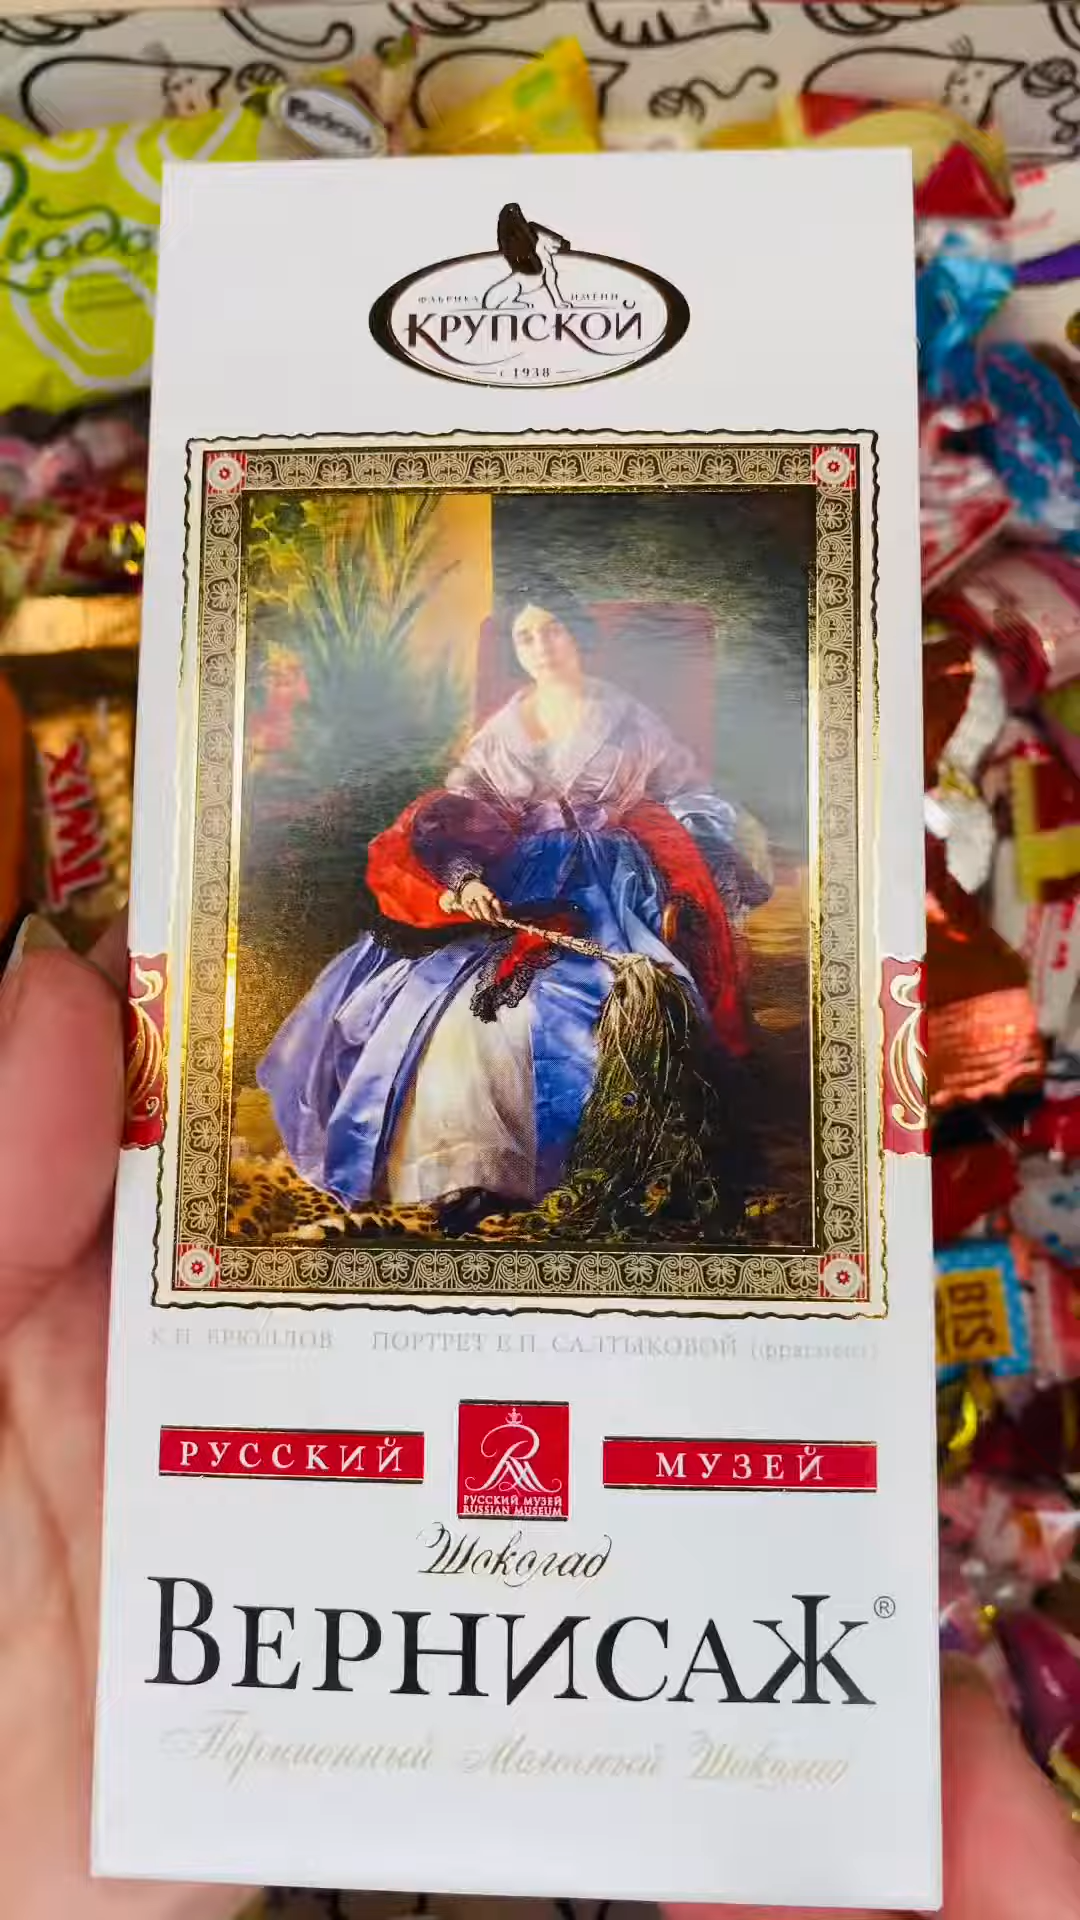 ФАБРИКА ИМЕНИ
КРУПСКОЙ
с 1938
К.П. БРЮЛЛОВ ПОРТРЕТ Е.П. САЛТЫКОВОЙ (фрагмент)
РУССКИЙ МУЗЕЙ
РУССКИЙ МУЗЕЙ
RUSSIAN MUSEUM
Шоколад
ВЕРНИСАЖ®
Порционный Молочный Шоколад
TWIX
BIS